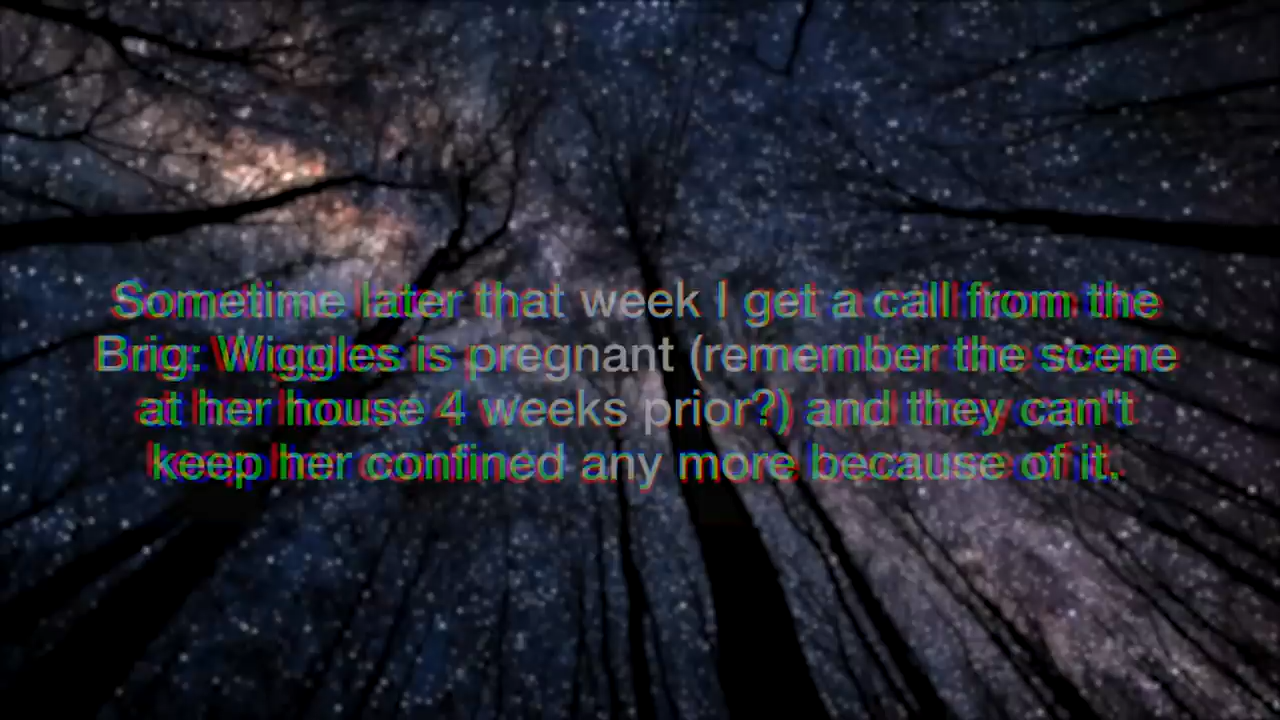 Sometime later that week I get a call from the
Brig: Wiggles is pregnant (remember the scene
at her house 4 weeks prior?) and they can't
keep her confined any more because of it.